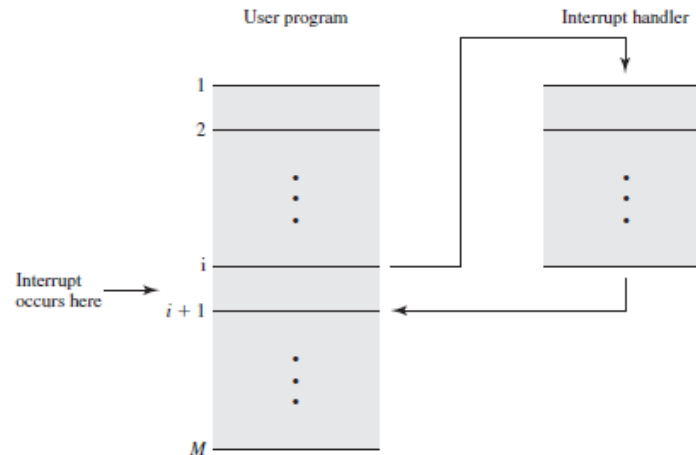 User program
Interrupt handler
1
2
i
Interrupt
occurs here
i + 1
M